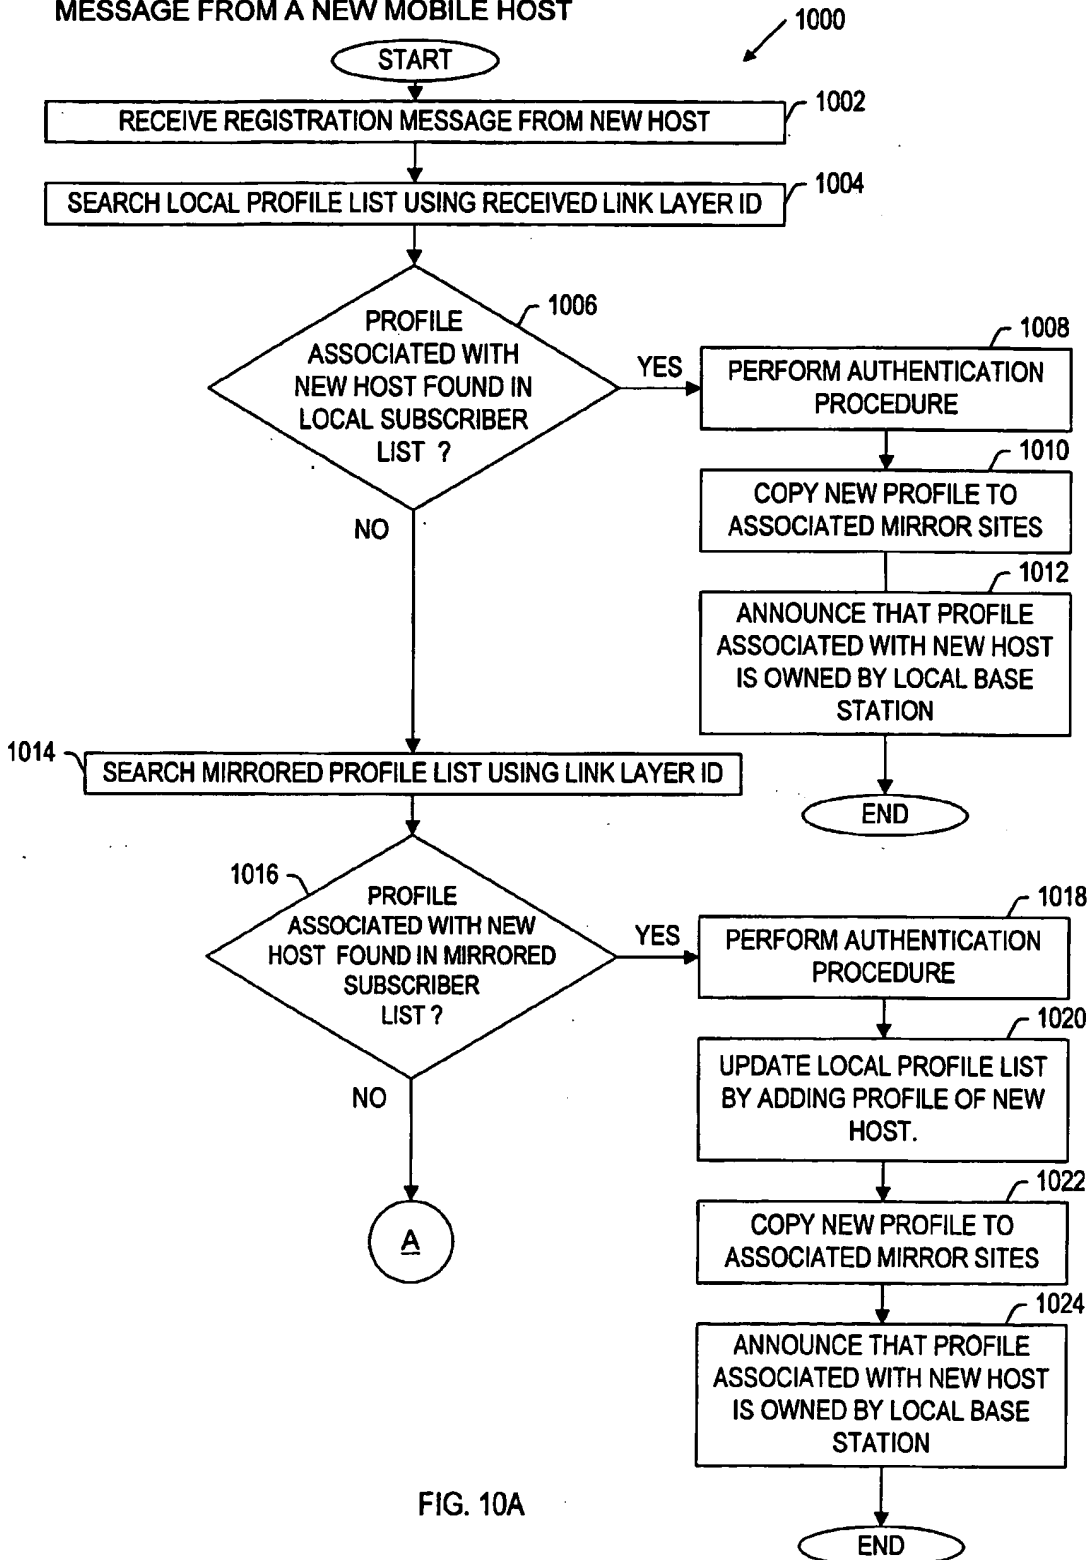 MESSAGE FROM A NEW MOBILE HOST
1000
START
1002
RECEIVE REGISTRATION MESSAGE FROM NEW HOST
1004
SEARCH LOCAL PROFILE LIST USING RECEIVED LINK LAYER ID
1006
PROFILE
ASSOCIATED WITH
NEW HOST FOUND IN
LOCAL SUBSCRIBER
LIST ?
YES
NO
1008
PERFORM AUTHENTICATION
PROCEDURE
1010
COPY NEW PROFILE TO
ASSOCIATED MIRROR SITES
1012
ANNOUNCE THAT PROFILE
ASSOCIATED WITH NEW HOST
IS OWNED BY LOCAL BASE
STATION
END
1014
SEARCH MIRRORED PROFILE LIST USING LINK LAYER ID
1016
PROFILE
ASSOCIATED WITH NEW
HOST FOUND IN MIRRORED
SUBSCRIBER
LIST ?
YES
NO
A
1018
PERFORM AUTHENTICATION
PROCEDURE
1020
UPDATE LOCAL PROFILE LIST
BY ADDING PROFILE OF NEW
HOST.
1022
COPY NEW PROFILE TO
ASSOCIATED MIRROR SITES
1024
ANNOUNCE THAT PROFILE
ASSOCIATED WITH NEW HOST
IS OWNED BY LOCAL BASE
STATION
END
FIG. 10A